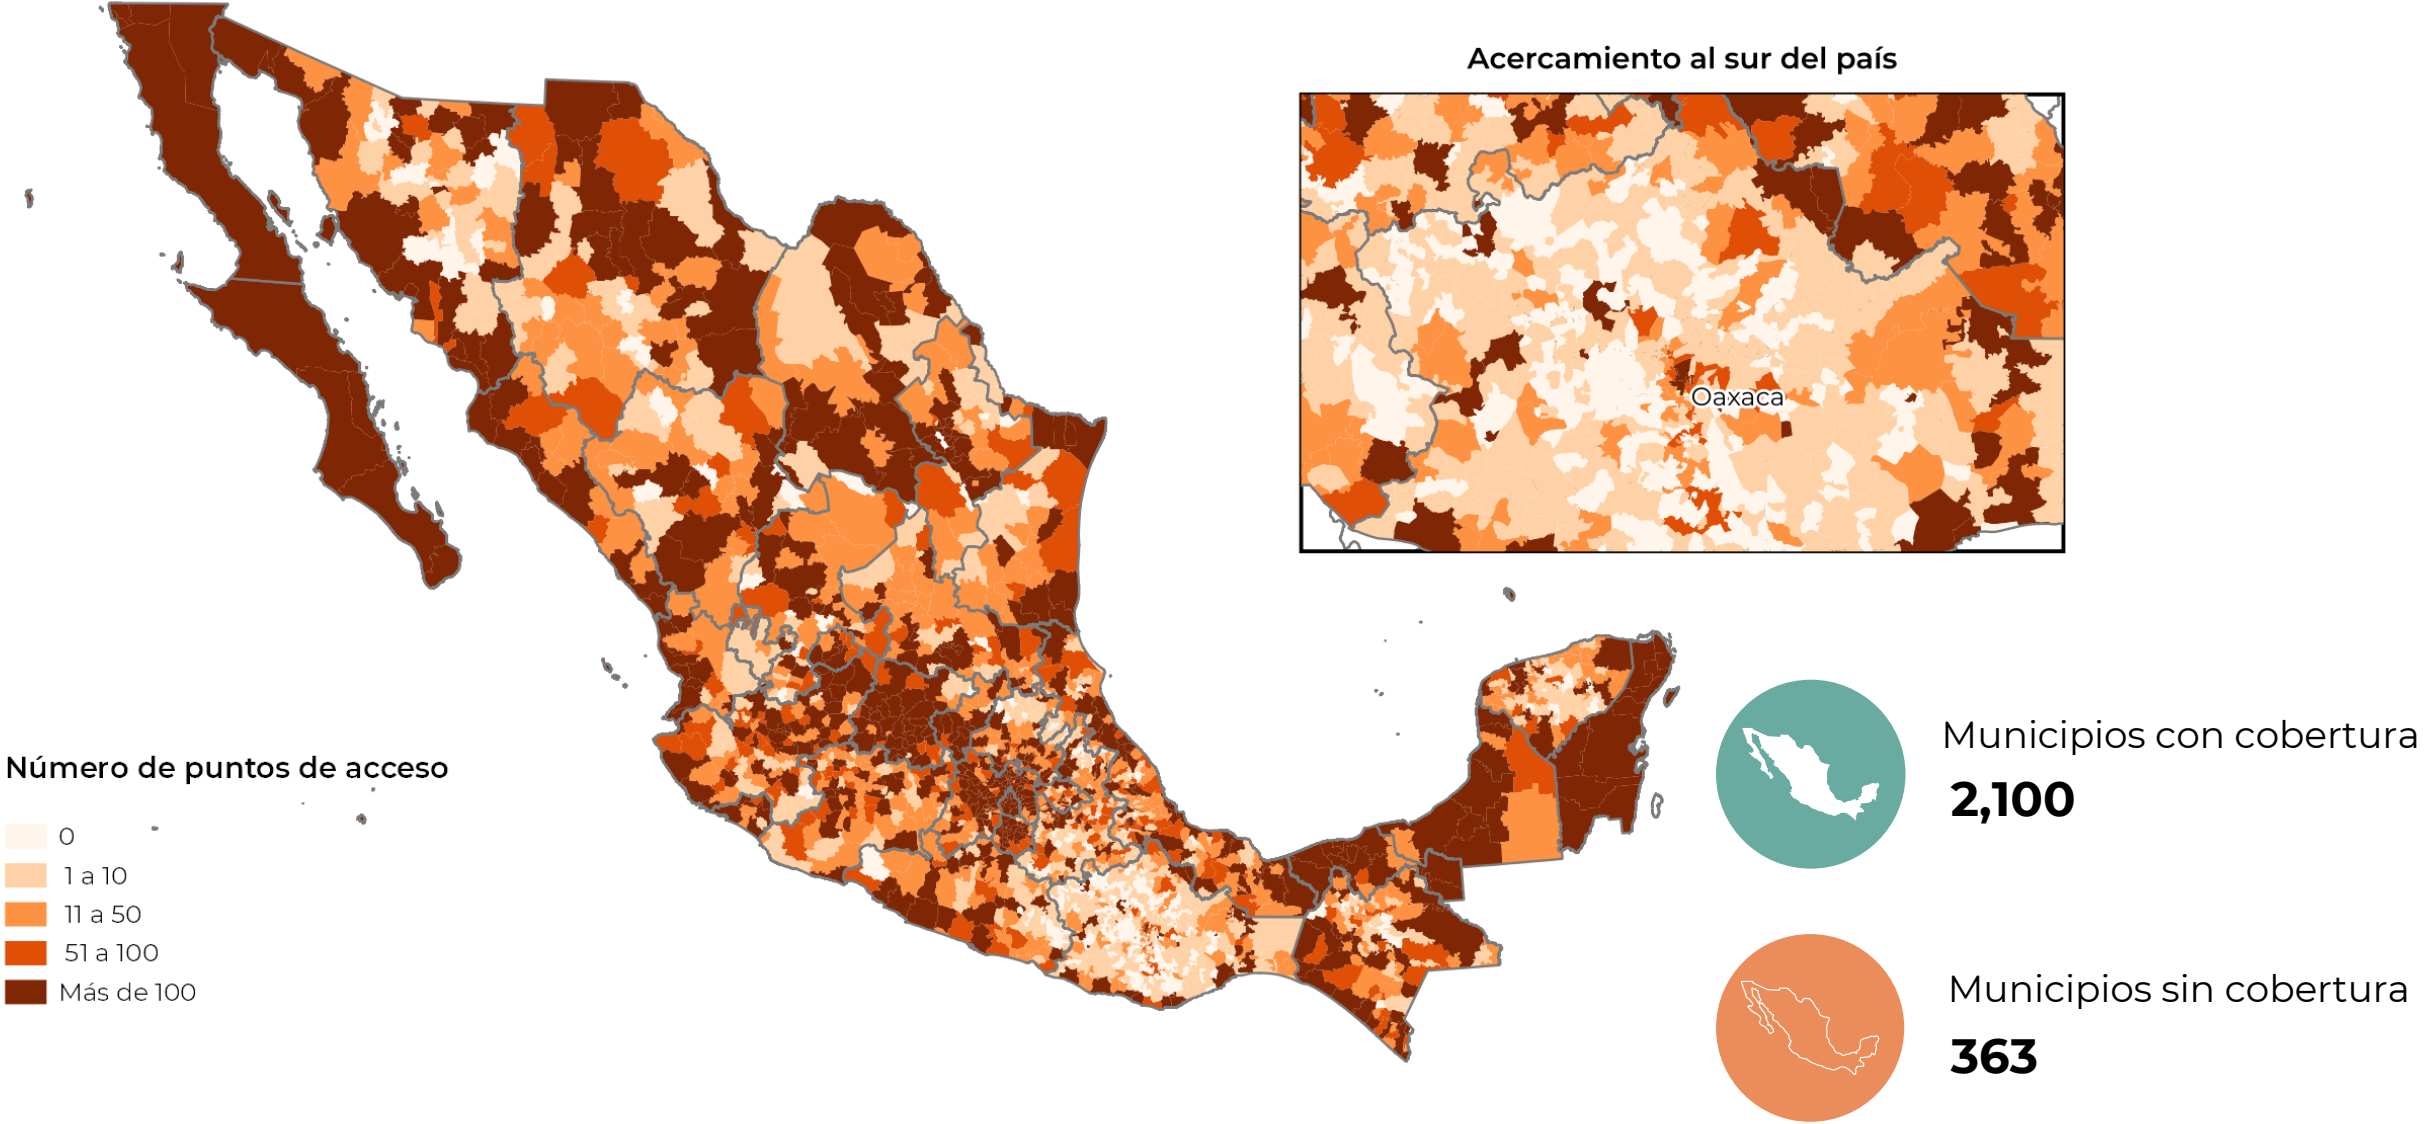 Acercamiento al sur del país
Oaxaca
Número de puntos de acceso
0
1 a 10
11 a 50
51 a 100
Más de 100
Municipios con cobertura
2,100
Municipios sin cobertura
363